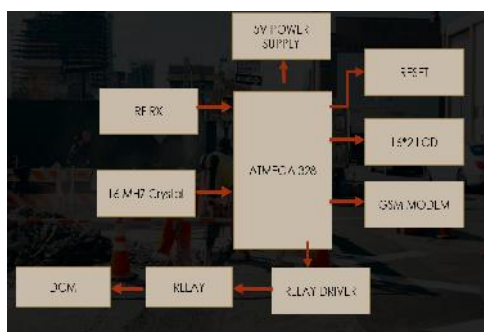 5V POWER
SUPPLY
RESET
RF RX
16*2 LCD
ATMEGA 328
16 MHZ Crystal
GSM MODEM
DCM
RELAY
RELAY DRIVER